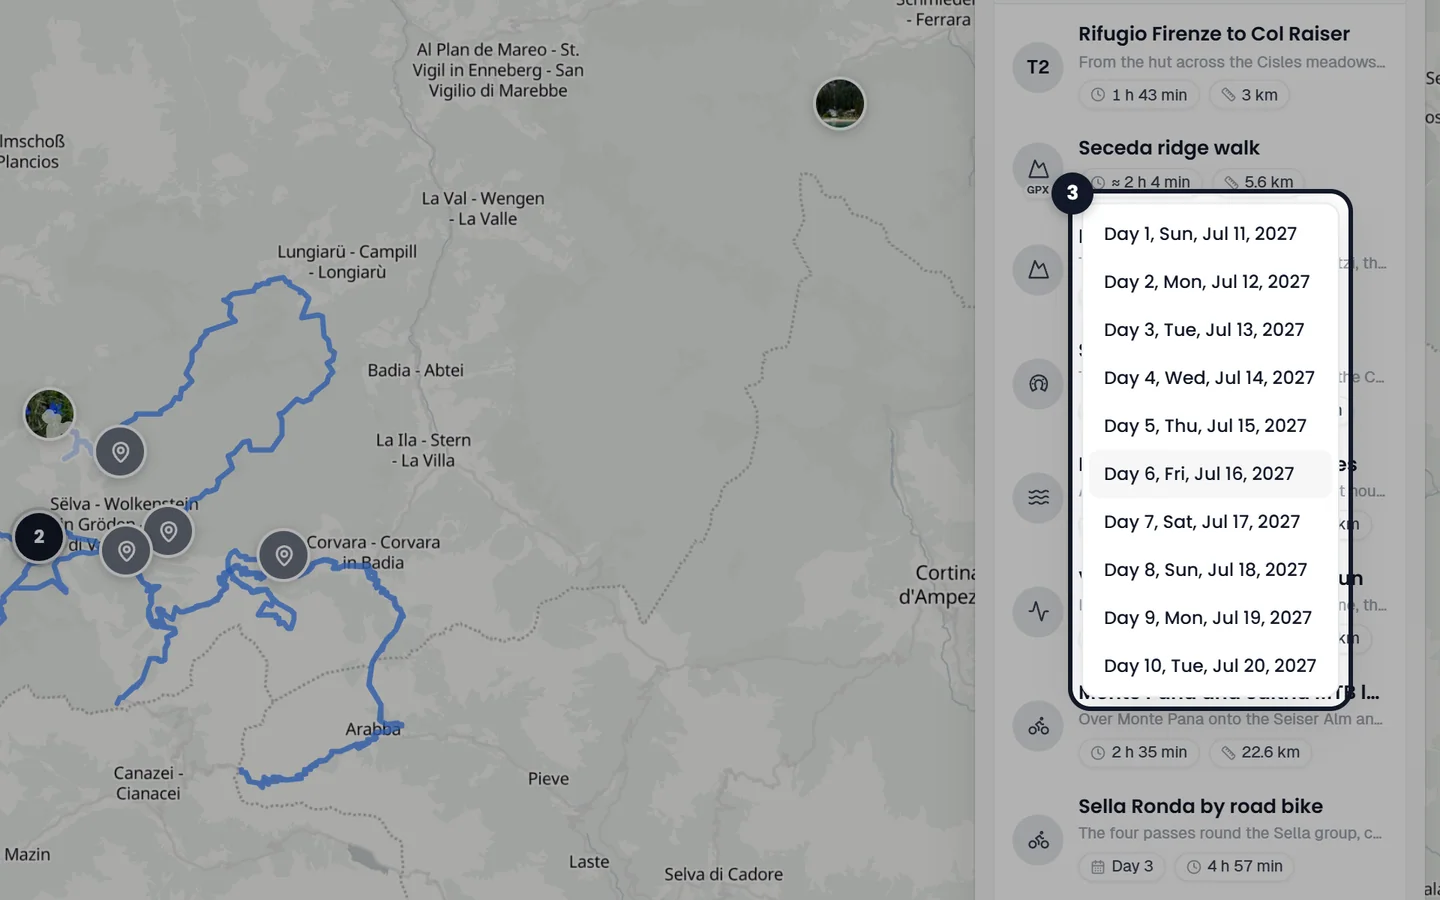 - Ferrara
Al Plan de Mareo - St.
Vigil in Enneberg - San
Vigilio di Marebbe
lmschoß
Plancios
La Val - Wengen
- La Valle
Lungiarü - Campill
- Longiarù
Badia - Abtei
La Ila - Stern
- La Villa
Sëlva - Wolkenstein
in Gröden -
di V
2
Corvara - Corvara
in Badia
Cortina
d'Ampez
Arabba
Canazei -
Cianacei
Pieve
Mazin
Laste
Selva di Cadore
T2
Rifugio Firenze to Col Raiser
From the hut across the Cisles meadows...
1 h 43 min
3 km
GPX
Seceda ridge walk
≈ 2 h 4 min
5.6 km
3
Day 1, Sun, Jul 11, 2027
Day 2, Mon, Jul 12, 2027
Day 3, Tue, Jul 13, 2027
Day 4, Wed, Jul 14, 2027
Day 5, Thu, Jul 15, 2027
Day 6, Fri, Jul 16, 2027
Day 7, Sat, Jul 17, 2027
Day 8, Sun, Jul 18, 2027
Day 9, Mon, Jul 19, 2027
Day 10, Tue, Jul 20, 2027
Over Monte Pana onto the Seiser Alm an...
2 h 35 min
22.6 km
Sella Ronda by road bike
The four passes round the Sella group, c...
Day 3
4 h 57 min